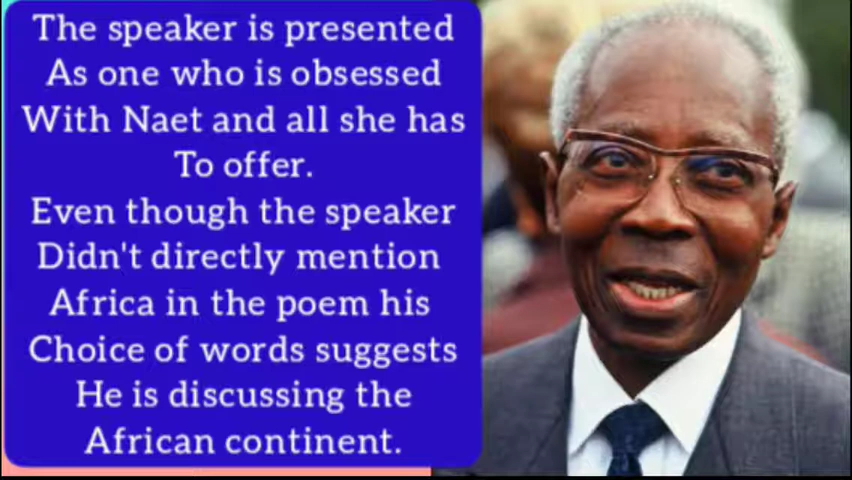 The speaker is presented
As one who is obsessed
With Naet and all she has
To offer.
Even though the speaker
Didn't directly mention
Africa in the poem his
Choice of words suggests
He is discussing the
African continent.